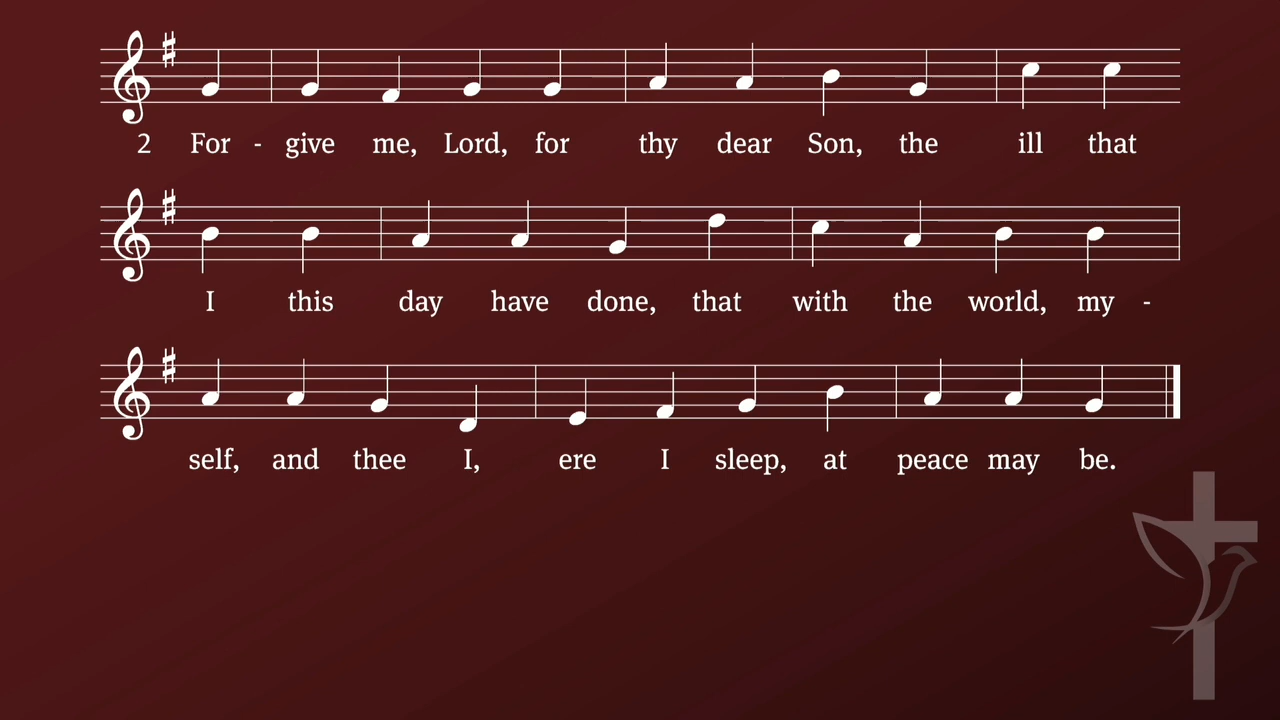 2 For - give me, Lord, for thy dear Son, the ill that
I this day have done, that with the world, my -
self, and thee I, ere I sleep, at peace may be.